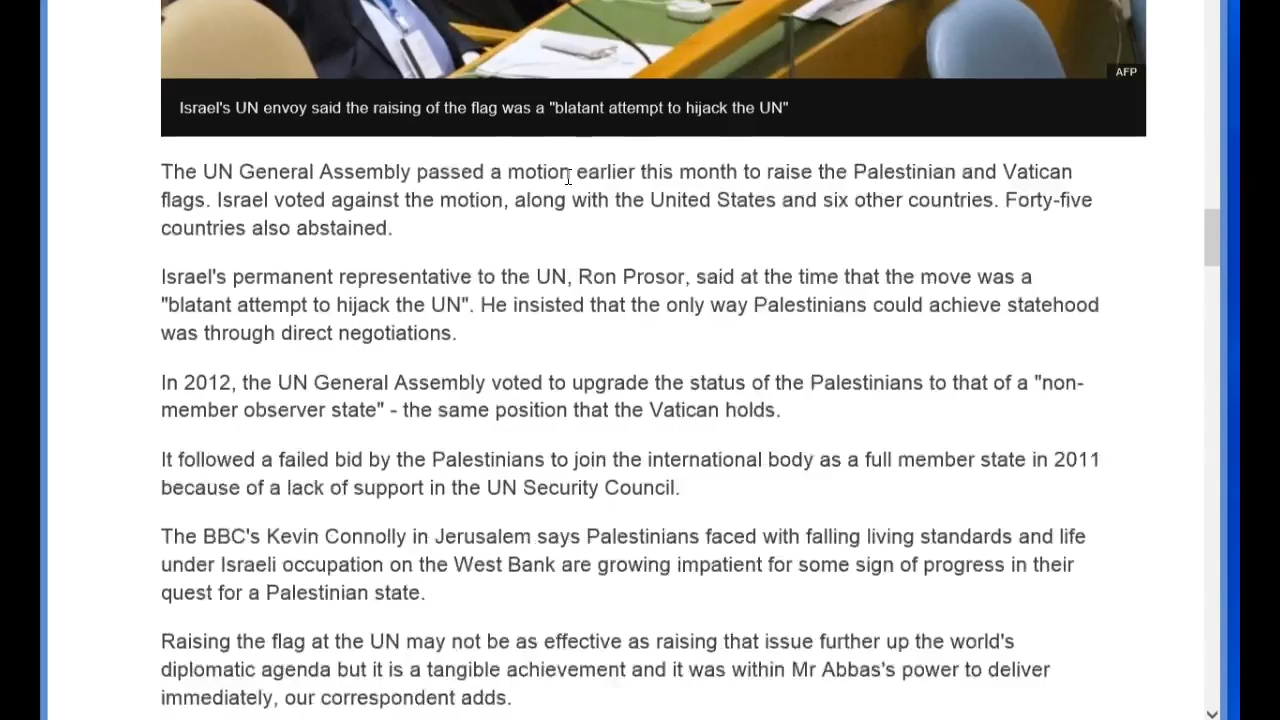 AFP
Israel's UN envoy said the raising of the flag was a "blatant attempt to hijack the UN"
The UN General Assembly passed a motion earlier this month to raise the Palestinian and Vatican
flags. Israel voted against the motion, along with the United States and six other countries. Forty-five
countries also abstained.
Israel's permanent representative to the UN, Ron Prosor, said at the time that the move was a
"blatant attempt to hijack the UN". He insisted that the only way Palestinians could achieve statehood
was through direct negotiations.
In 2012, the UN General Assembly voted to upgrade the status of the Palestinians to that of a "non-
member observer state" - the same position that the Vatican holds.
It followed a failed bid by the Palestinians to join the international body as a full member state in 2011
because of a lack of support in the UN Security Council.
The BBC's Kevin Connolly in Jerusalem says Palestinians faced with falling living standards and life
under Israeli occupation on the West Bank are growing impatient for some sign of progress in their
quest for a Palestinian state.
Raising the flag at the UN may not be as effective as raising that issue further up the world's
diplomatic agenda but it is a tangible achievement and it was within Mr Abbas's power to deliver
immediately, our correspondent adds.